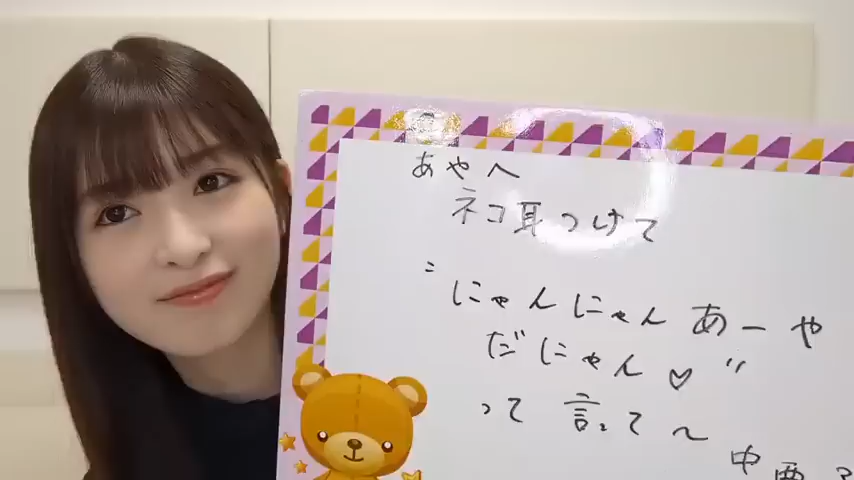 あやへ
ネコ耳つけて
"にゃんにゃんあーや
だにゃん♡"
って言って〜
中西